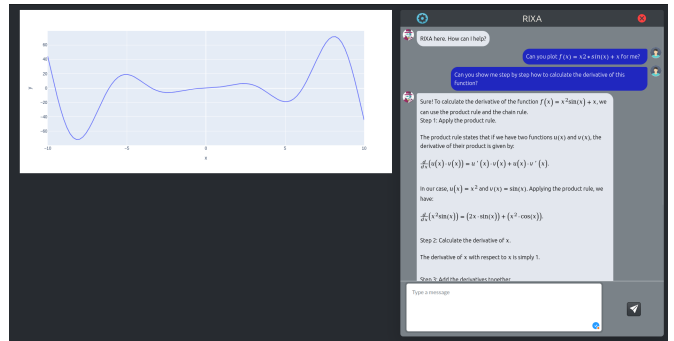 60
40
20
0
−20
−40
−60
y
−10
−5
0
5
10
x
RIXA
RIXA here. How can I help?
Can you plot f(x) = x2*sin(x) + x for me?
Can you show me step by step how to calculate the derivative of this
function?
Sure! To calculate the derivative of the function f(x) = x²sin(x) + x, we
can use the product rule and the chain rule.
Step 1: Apply the product rule.
The product rule states that if we have two functions u(x) and v(x), the
derivative of their product is given by:
d/dx(u(x)·v(x)) = u'(x)·v(x) + u(x)·v'(x).
In our case, u(x) = x² and v(x) = sin(x). Applying the product rule, we
have:
d/dx(x²sin(x)) = (2x·sin(x)) + (x²·cos(x)).
Step 2: Calculate the derivative of x.
The derivative of x with respect to x is simply 1.
Step 3: Add the derivatives together
Type a message